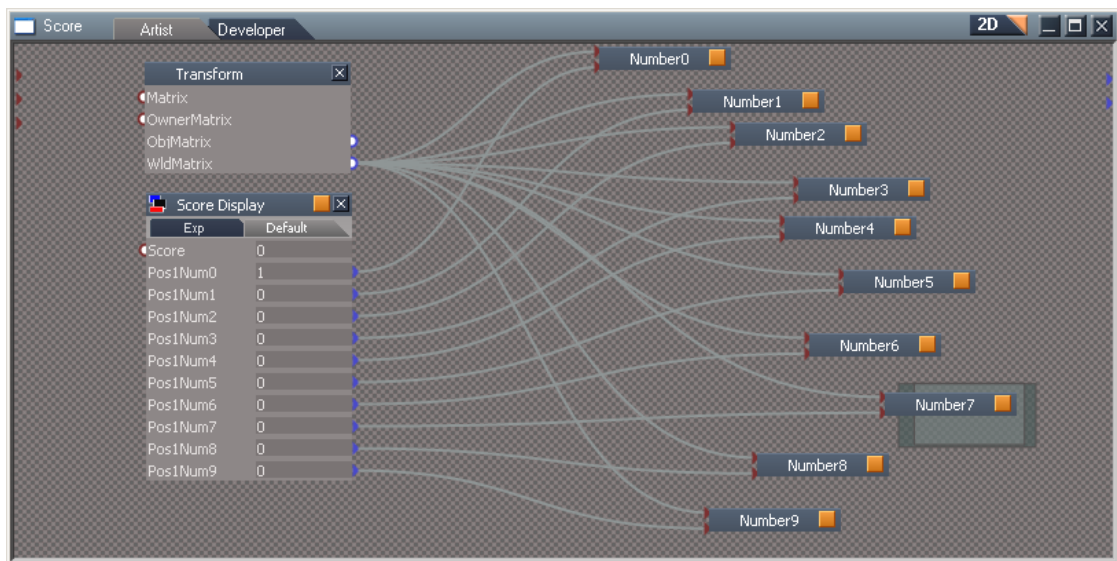 Score Artist Developer 2D
Transform
Matrix
OwnerMatrix
ObjMatrix
WldMatrix
Score Display
Exp Default
Score 0
Pos1Num0 1
Pos1Num1 0
Pos1Num2 0
Pos1Num3 0
Pos1Num4 0
Pos1Num5 0
Pos1Num6 0
Pos1Num7 0
Pos1Num8 0
Pos1Num9 0
Number0
Number1
Number2
Number3
Number4
Number5
Number6
Number7
Number8
Number9